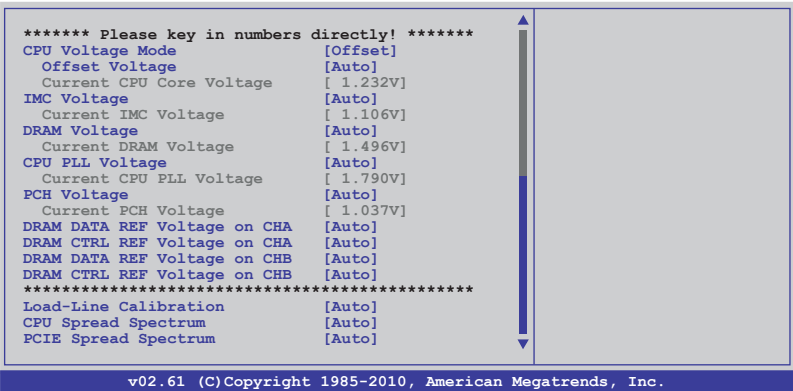 ******* Please key in numbers directly! *******
CPU Voltage Mode [Offset]
Offset Voltage [Auto]
Current CPU Core Voltage [ 1.232V]
IMC Voltage [Auto]
Current IMC Voltage [ 1.106V]
DRAM Voltage [Auto]
Current DRAM Voltage [ 1.496V]
CPU PLL Voltage [Auto]
Current CPU PLL Voltage [ 1.790V]
PCH Voltage [Auto]
Current PCH Voltage [ 1.037V]
DRAM DATA REF Voltage on CHA [Auto]
DRAM CTRL REF Voltage on CHA [Auto]
DRAM DATA REF Voltage on CHB [Auto]
DRAM CTRL REF Voltage on CHB [Auto]
***********************************************
Load-Line Calibration [Auto]
CPU Spread Spectrum [Auto]
PCIE Spread Spectrum [Auto]
v02.61 (C)Copyright 1985-2010, American Megatrends, Inc.